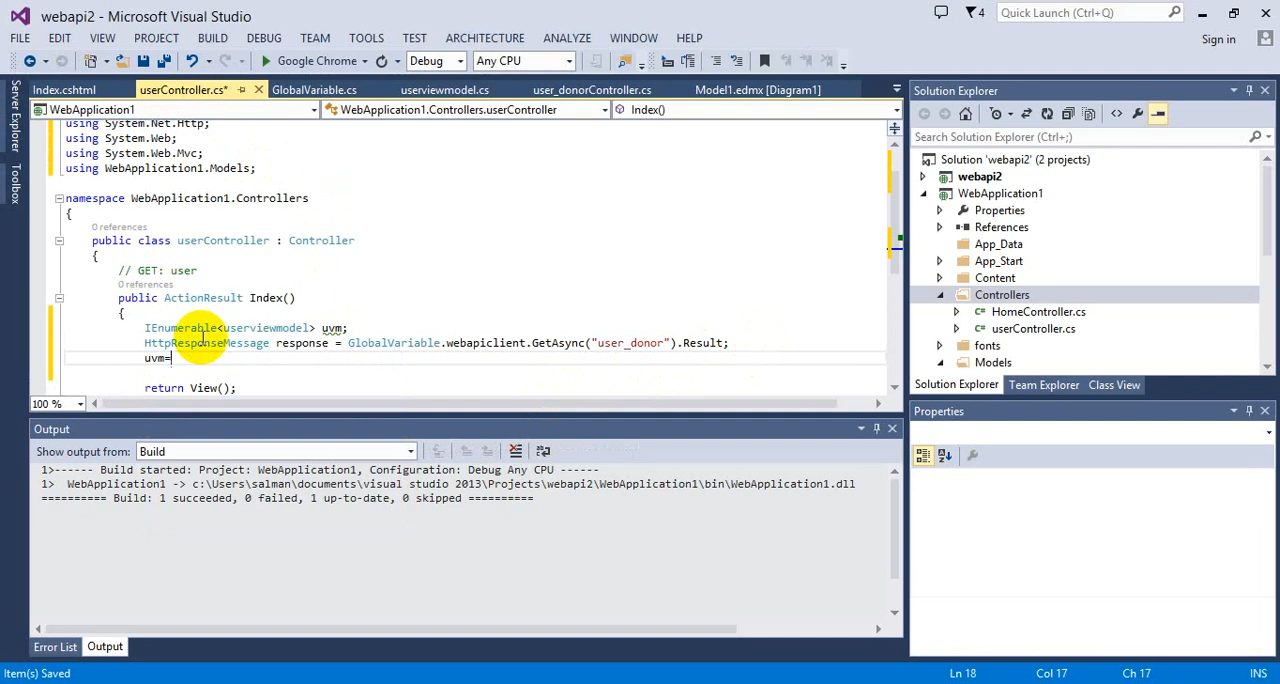 webapi2 - Microsoft Visual Studio
4
Quick Launch (Ctrl+Q)
FILE EDIT VIEW PROJECT BUILD DEBUG TEAM TOOLS TEST ARCHITECTURE ANALYZE WINDOW HELP
Sign in
Google Chrome
Debug
Any CPU
Server Explorer
Toolbox
Index.cshtml
userController.cs*
GlobalVariable.cs
userviewmodel.cs
user_donorController.cs
Model1.edmx [Diagram1]
WebApplication1
WebApplication1.Controllers.userController
Index()
using System.Net.Http;
using System.Web;
using System.Web.Mvc;
using WebApplication1.Models;
namespace WebApplication1.Controllers
{
0 references
public class userController : Controller
{
// GET: user
0 references
public ActionResult Index()
{
IEnumerable<userviewmodel> uvm;
HttpResponseMessage response = GlobalVariable.webapiclient.GetAsync("user_donor").Result;
uvm=
return View();
100 %
Output
Show output from: Build
1>------ Build started: Project: WebApplication1, Configuration: Debug Any CPU ------
1> WebApplication1 -> c:\Users\salman\documents\visual studio 2013\Projects\webapi2\WebApplication1\bin\WebApplication1.dll
========== Build: 1 succeeded, 0 failed, 1 up-to-date, 0 skipped ==========
Error List
Output
Solution Explorer
Search Solution Explorer (Ctrl+;)
Solution 'webapi2' (2 projects)
webapi2
WebApplication1
Properties
References
App_Data
App_Start
Content
Controllers
HomeController.cs
userController.cs
fonts
Models
Solution Explorer
Team Explorer
Class View
Properties
Item(s) Saved
Ln 18
Col 17
Ch 17
INS